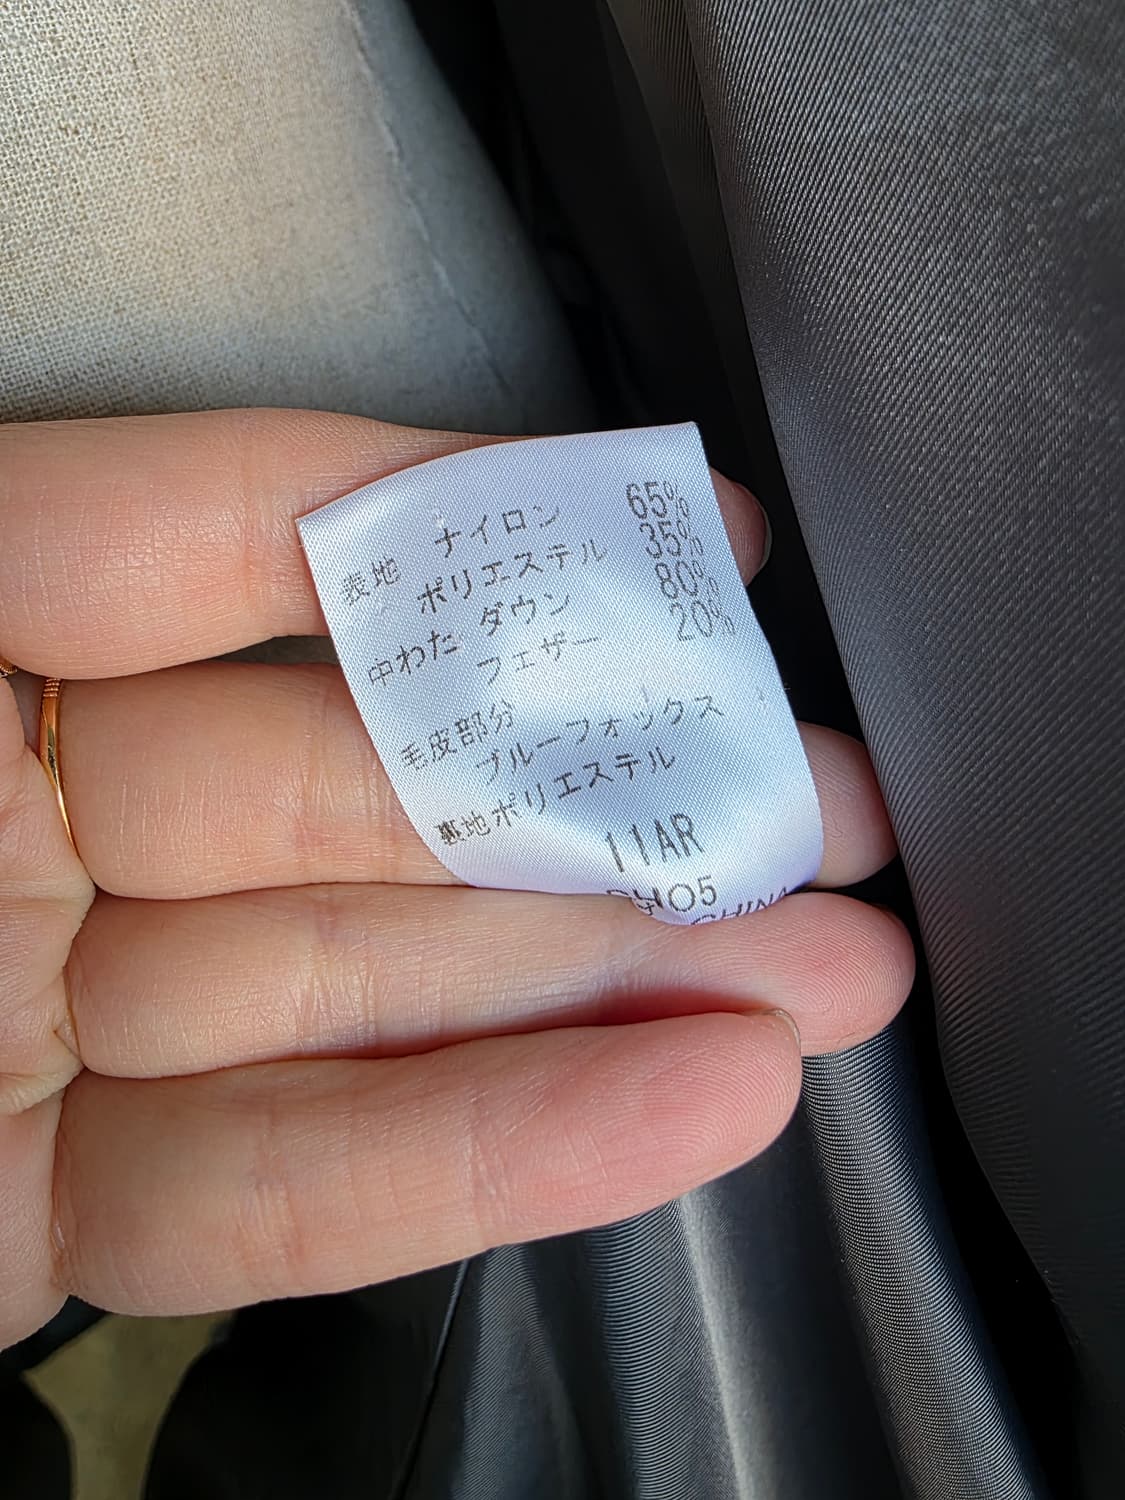 表地 ナイロン 65%
ポリエステル 35%
中わた ダウン 80%
フェザー 20%
毛皮部分
ブルーフォックス
裏地ポリエステル
11AR
CHINA